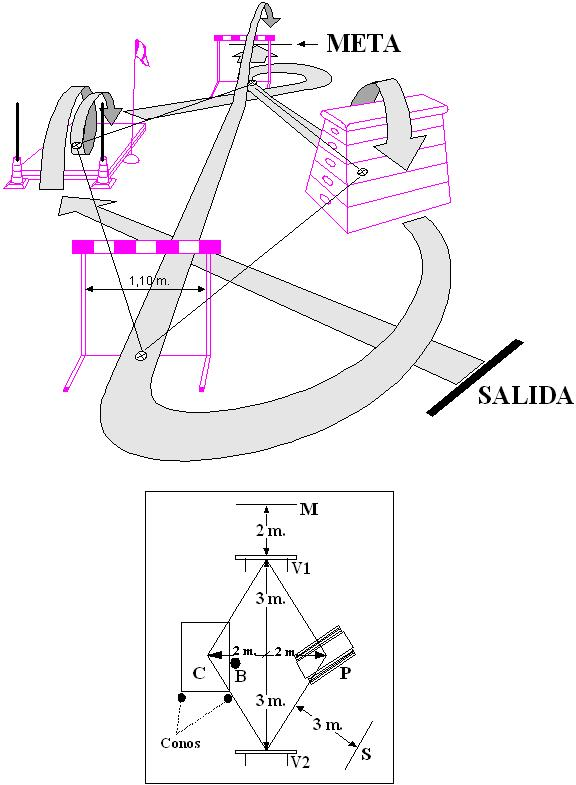 META
1,10 m.
SALIDA
M
2 m.
V1
3 m.
2 m. 2 m.
C B P
3 m.
3 m.
S
Conos
V2